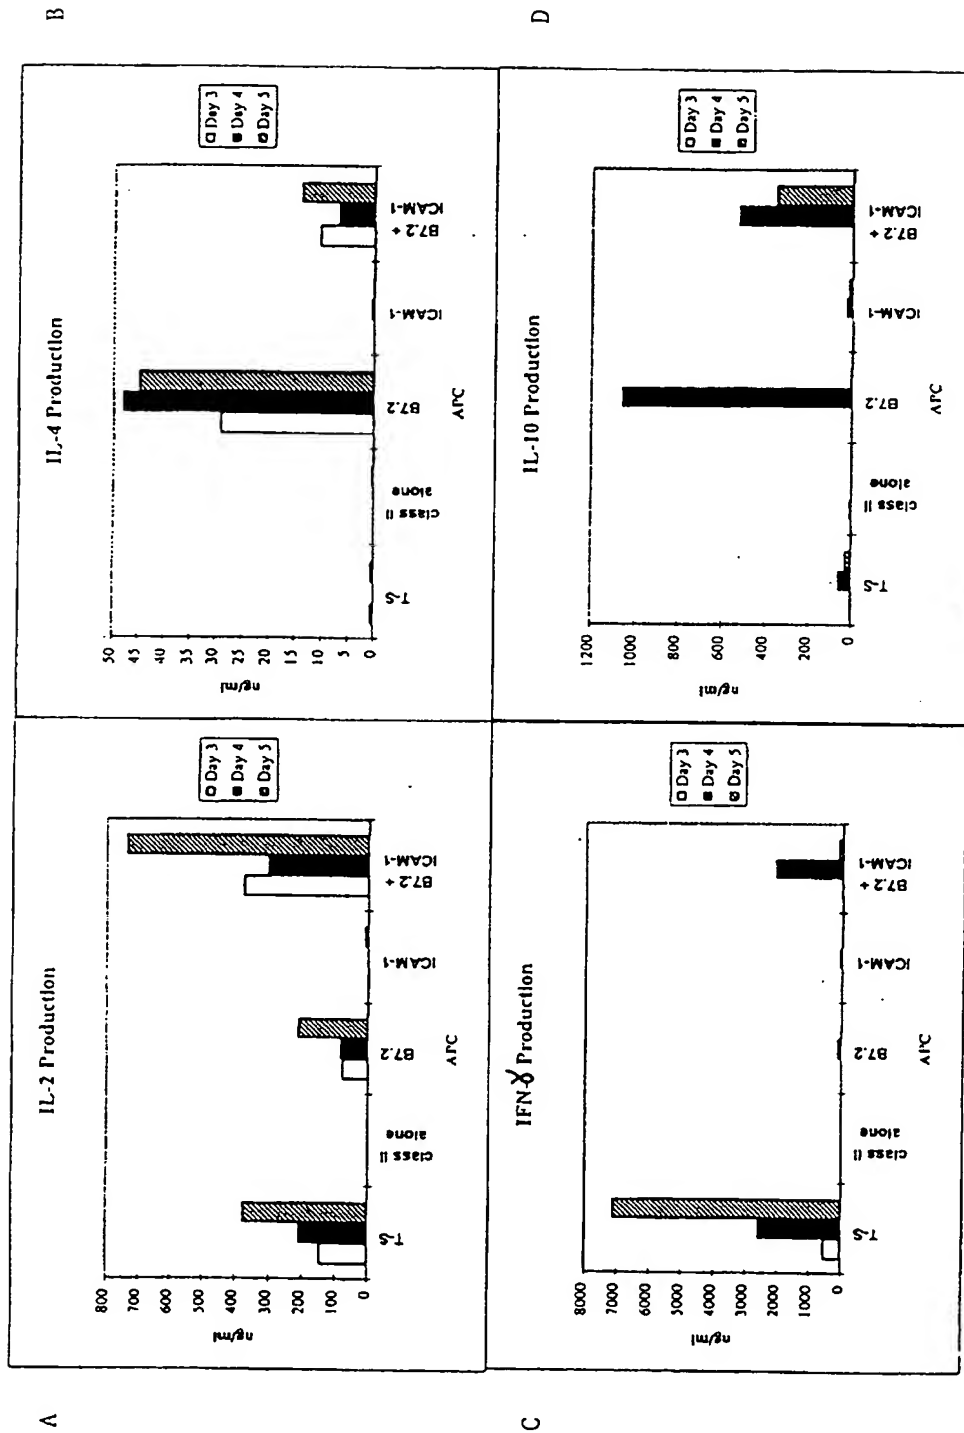 A
IL-2 Production
ng/ml
800
700
600
500
400
300
200
100
0
T-S
class II
alone
B7.2
ICAM-1
B7.2 +
ICAM-1
APC
Day 3
Day 4
Day 5
B
IL-4 Production
ng/ml
50
45
40
35
30
25
20
15
10
5
0
T-S
class II
alone
B7.2
ICAM-1
B7.2 +
ICAM-1
APC
Day 3
Day 4
Day 5
C
IFN-γ Production
ng/ml
8000
7000
6000
5000
4000
3000
2000
1000
0
T-S
class II
alone
B7.2
ICAM-1
B7.2 +
ICAM-1
APC
Day 3
Day 4
Day 5
D
IL-10 Production
ng/ml
1200
1000
800
600
400
200
0
T-S
class II
alone
B7.2
ICAM-1
B7.2 +
ICAM-1
APC
Day 3
Day 4
Day 5